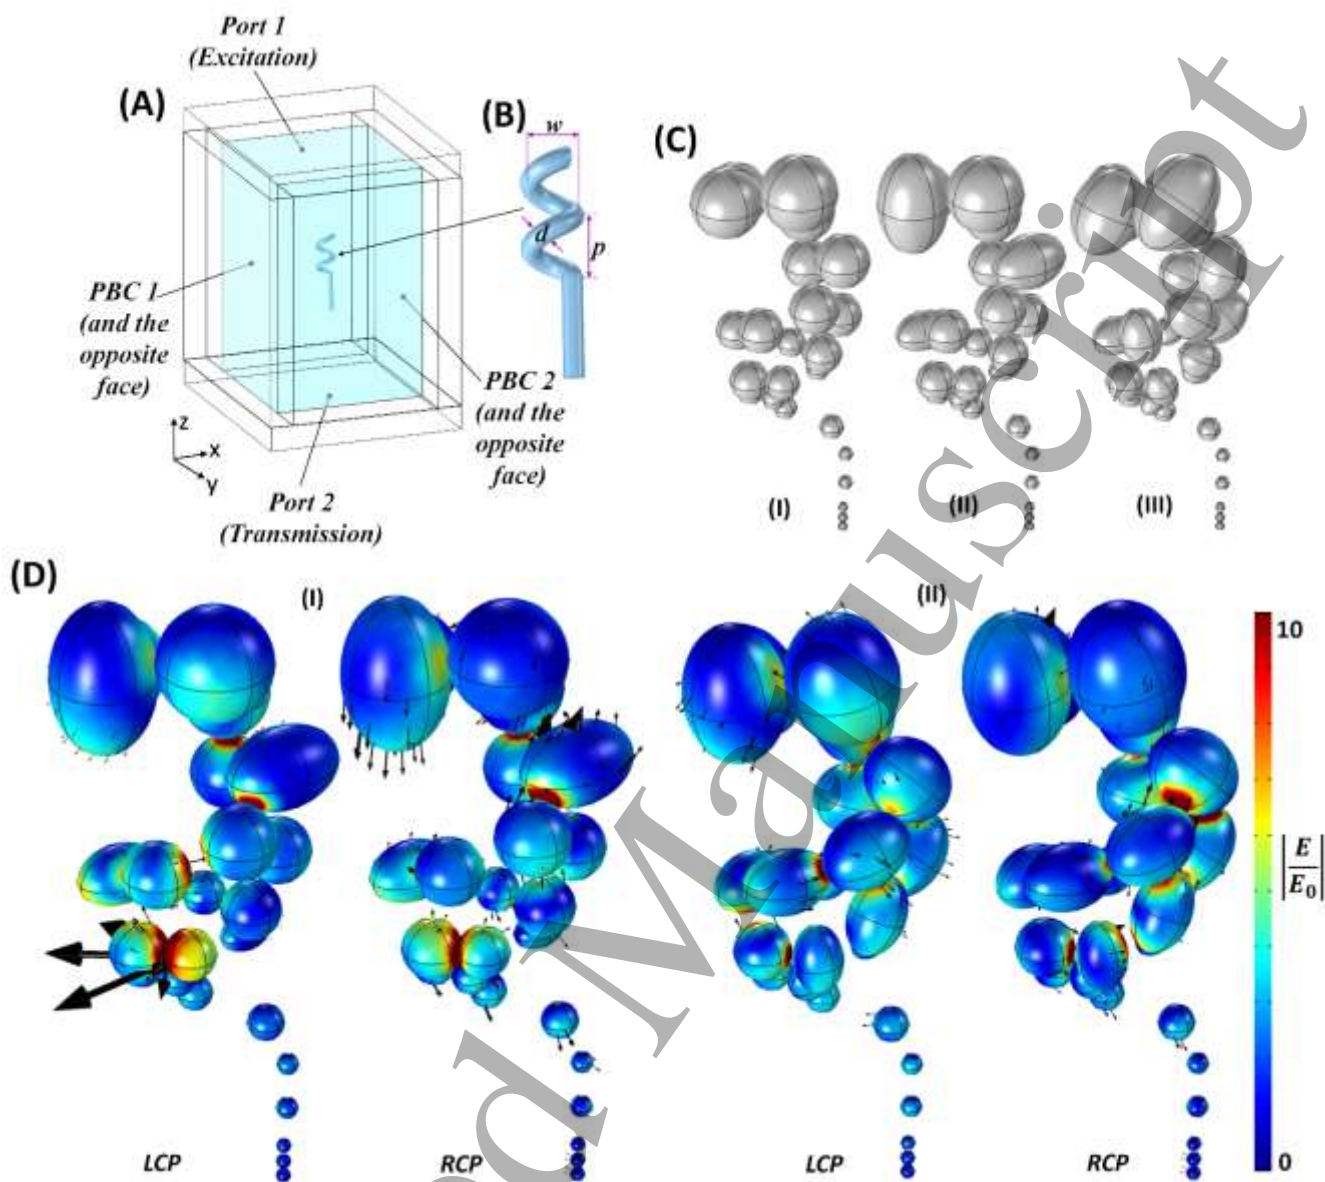 Port 1
(Excitation)
(A)
(B)
w
d
p
(C)
PBC 1
(and the
opposite
face)
PBC 2
(and the
opposite
face)
z
x
y
Port 2
(Transmission)
(I)
(II)
(III)
(D)
(I)
(II)
10
|E/E₀|
0
LCP
RCP
LCP
RCP
d Manuscript